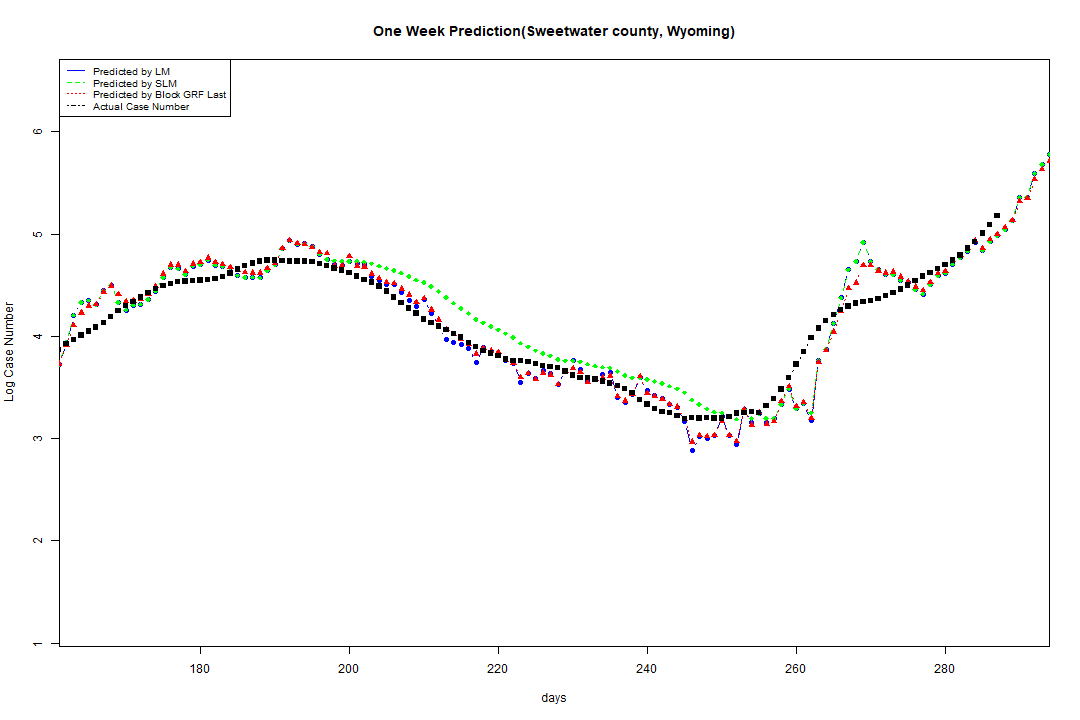 One Week Prediction(Sweetwater county, Wyoming)
Predicted by LM
Predicted by SLM
Predicted by Block GRF Last
Actual Case Number
6
5
4
3
2
1
Log Case Number
180 200 220 240 260 280
days